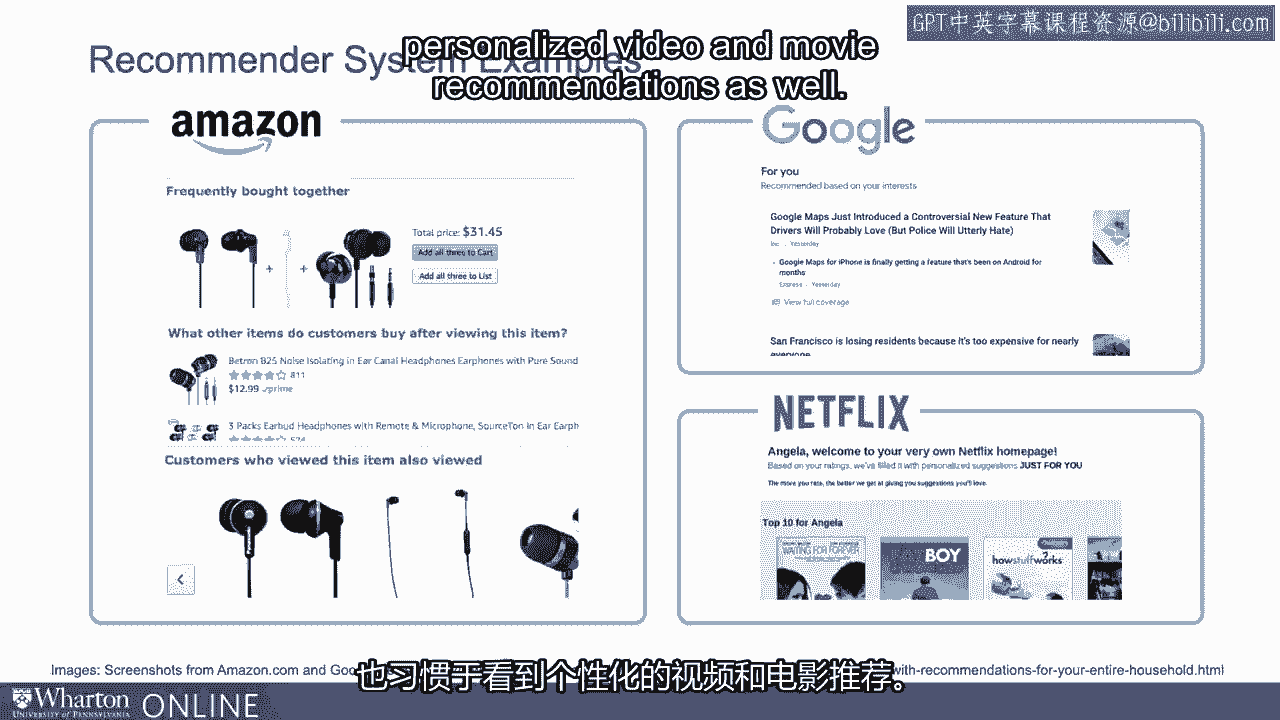 GPT中英字幕课程资源@bilibili.com
Recommender System Examples
personalized video and movie
recommendations as well.
amazon
Frequently bought together
Total price: $31.45
Add all three to Cart
Add all three to List
What other items do customers buy after viewing this item?
Betron B25 Noise Isolating in Ear Canal Headphones Earphones with Pure Sound
811
$12.99 prime
3 Packs Earbud Headphones with Remote & Microphone, SourceTon In Ear Earph
Customers who viewed this item also viewed
Google
For you
Recommended based on your interests
Google Maps Just Introduced a Controversial New Feature That
Drivers Will Probably Love (But Police Will Utterly Hate)
Inc. Yesterday
Google Maps for iPhone is finally getting a feature that's been on Android for
months
Express · Yesterday
View full coverage
San Francisco is losing residents because it's too expensive for nearly
everyone
NETFLIX
Angela, welcome to your very own Netflix homepage!
Based on your ratings, we've filled it with personalized suggestions JUST FOR YOU
The more you rate, the better we get at giving you suggestions you'll love.
Top 10 for Angela
WAITING FOR FOREVER
BOY
howstuffworks
Images: Screenshots from Amazon.com and with-recommendations-for-your-entire-household.html
也习惯于看到个性化的视频和电影推荐。
Wharton
UNIVERSITY of PENNSYLVANIA
ONLINE